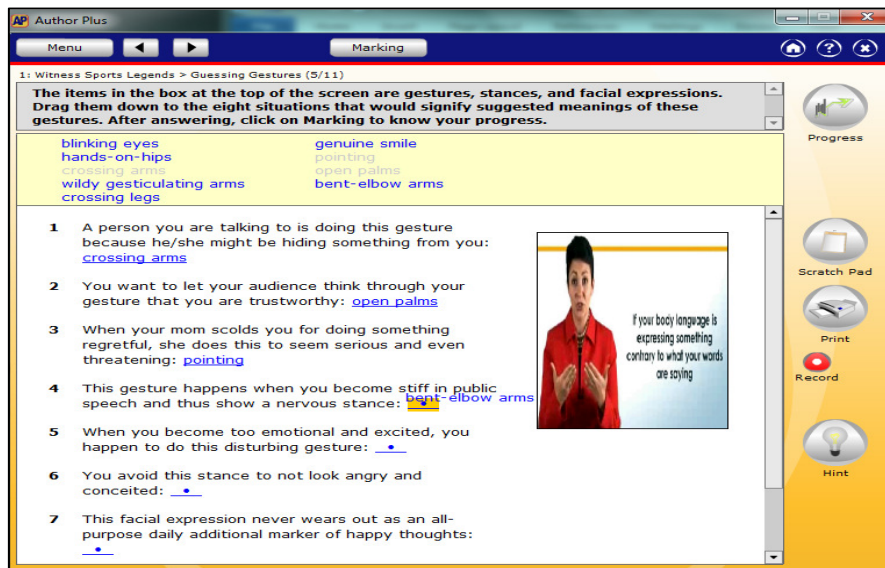 AP Author Plus
Menu
Marking
1: Witness Sports Legends > Guessing Gestures (5/11)
The items in the box at the top of the screen are gestures, stances, and facial expressions.
Drag them down to the eight situations that would signify suggested meanings of these
gestures. After answering, click on Marking to know your progress.
blinking eyes genuine smile
hands-on-hips pointing
crossing arms open palms
wildy gesticulating arms bent-elbow arms
crossing legs
1 A person you are talking to is doing this gesture
because he/she might be hiding something from you:
crossing arms
2 You want to let your audience think through your
gesture that you are trustworthy: open palms
3 When your mom scolds you for doing something
regretful, she does this to seem serious and even
threatening: pointing
4 This gesture happens when you become stiff in public
speech and thus show a nervous stance: bent-elbow arms
5 When you become too emotional and excited, you
happen to do this disturbing gesture:
6 You avoid this stance to not look angry and
conceited:
7 This facial expression never wears out as an all-
purpose daily additional marker of happy thoughts:
If your body language is
expressing something
contrary to what your words
are saying
Progress
Scratch Pad
Print
Record
Hint